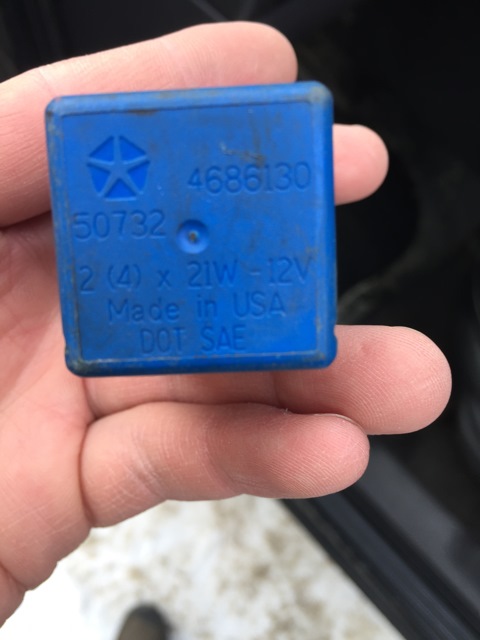 4686130
50732
2 (4) x 21W - 12V
Made in USA
DOT SAE